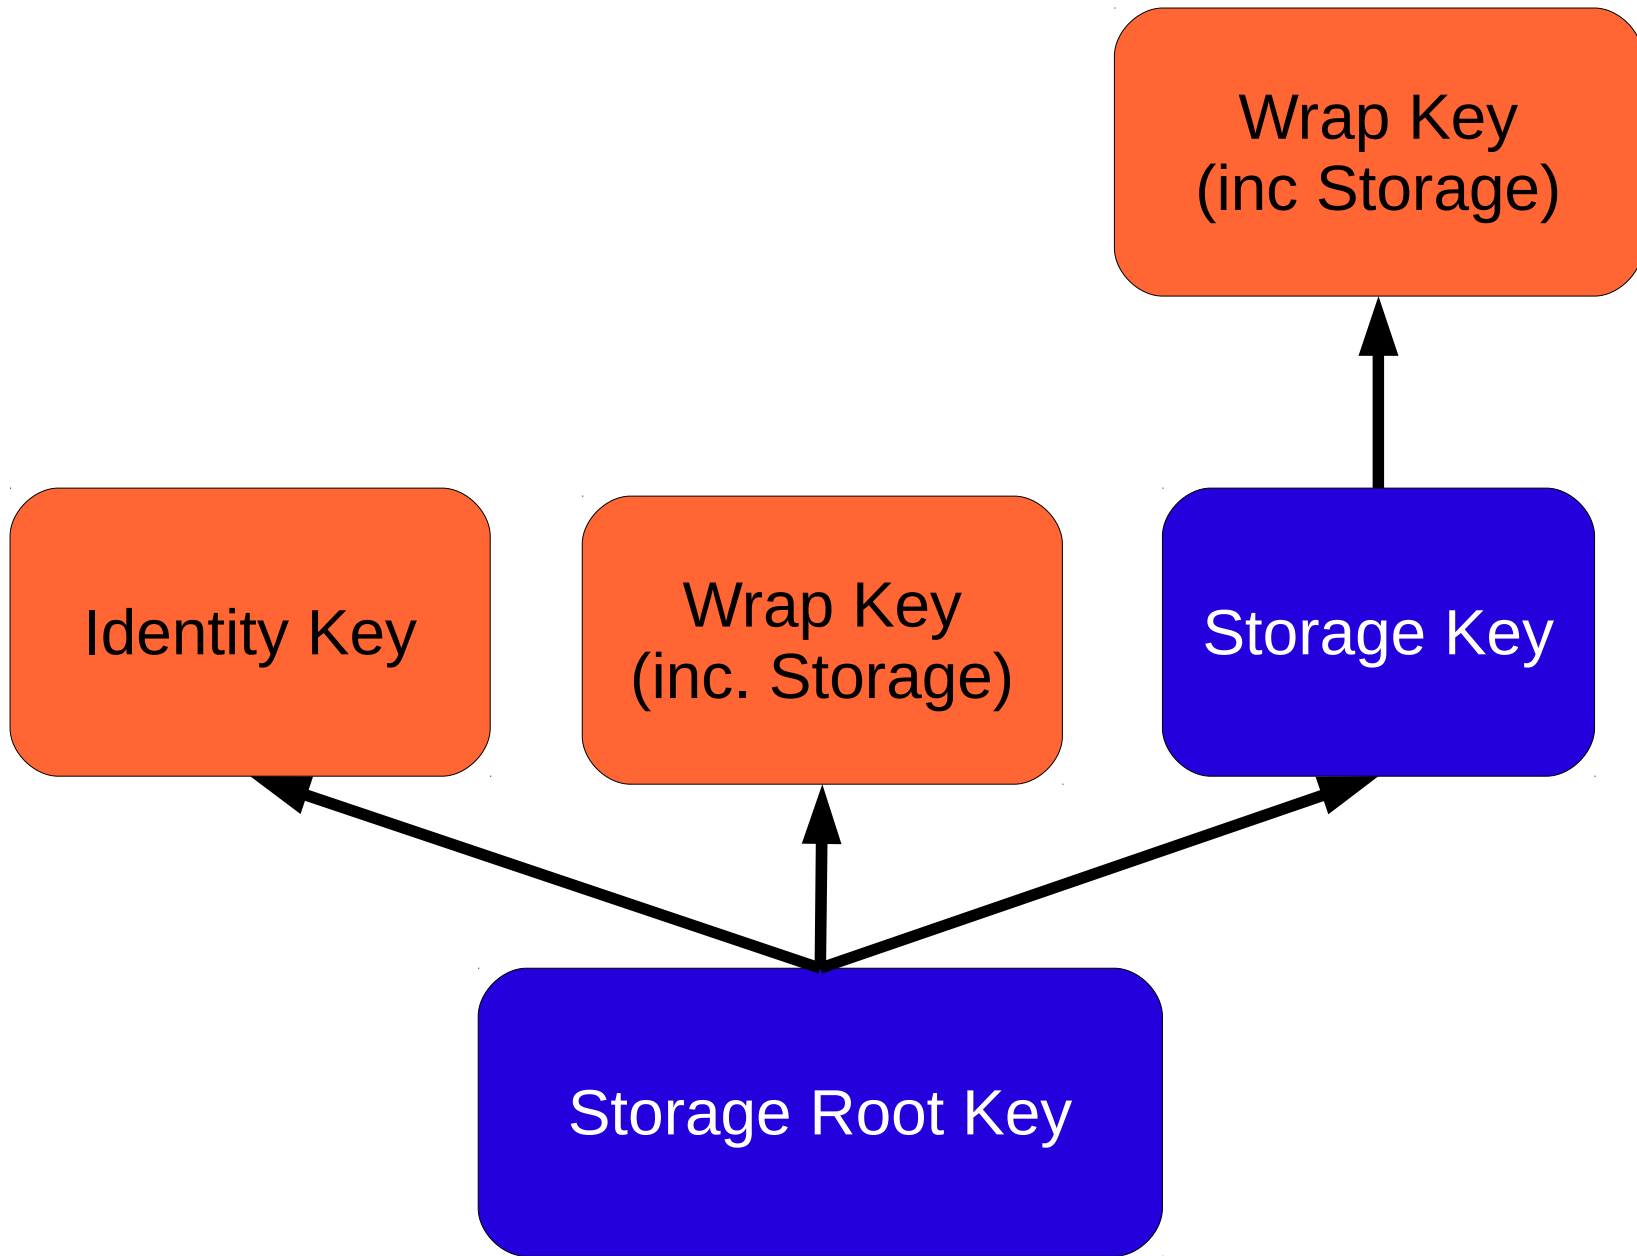 Wrap Key
(inc Storage)
Identity Key
Wrap Key
(inc. Storage)
Storage Key
Storage Root Key